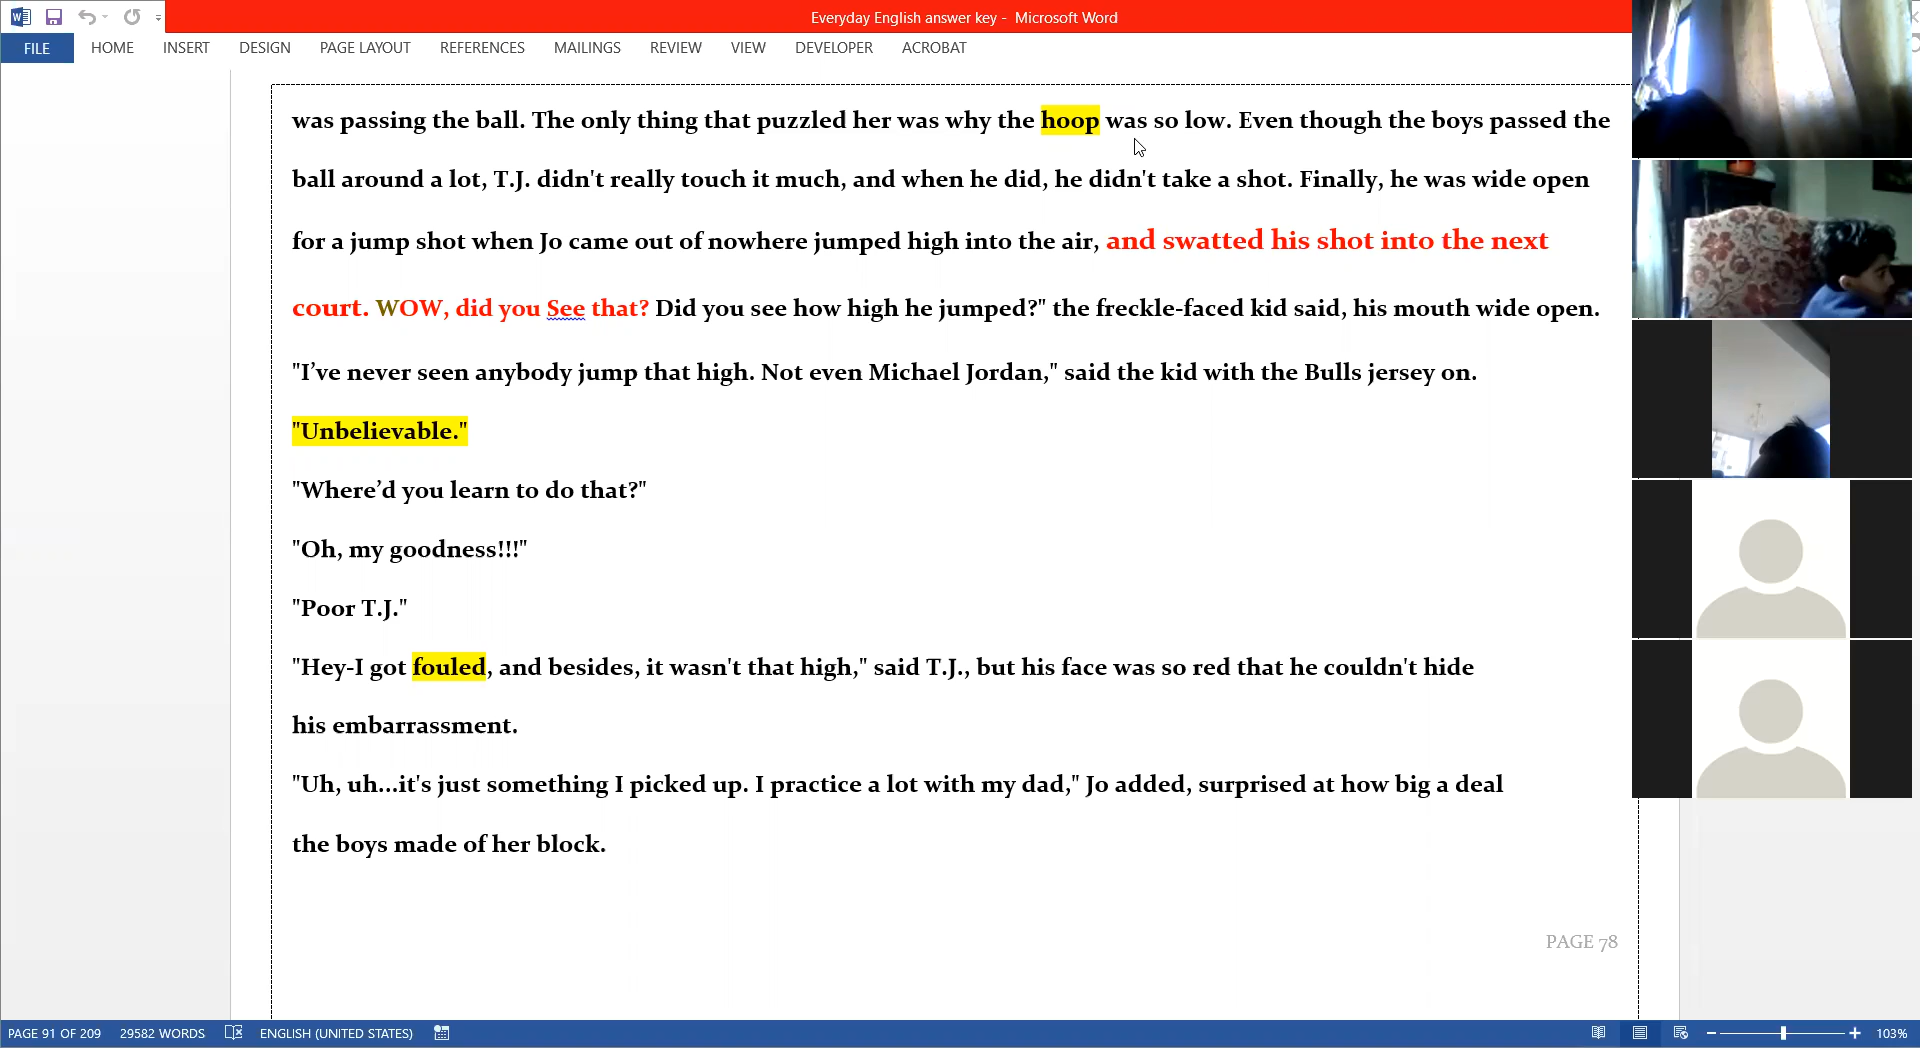 Everyday English answer key - Microsoft Word
FILE HOME INSERT DESIGN PAGE LAYOUT REFERENCES MAILINGS REVIEW VIEW DEVELOPER ACROBAT
was passing the ball. The only thing that puzzled her was why the hoop was so low. Even though the boys passed the
ball around a lot, T.J. didn't really touch it much, and when he did, he didn't take a shot. Finally, he was wide open
for a jump shot when Jo came out of nowhere jumped high into the air, and swatted his shot into the next
court. WOW, did you See that? Did you see how high he jumped?" the freckle-faced kid said, his mouth wide open.
"I’ve never seen anybody jump that high. Not even Michael Jordan," said the kid with the Bulls jersey on.
"Unbelievable."
"Where’d you learn to do that?"
"Oh, my goodness!!!"
"Poor T.J."
"Hey-I got fouled, and besides, it wasn't that high," said T.J., but his face was so red that he couldn't hide
his embarrassment.
"Uh, uh...it's just something I picked up. I practice a lot with my dad," Jo added, surprised at how big a deal
the boys made of her block.
PAGE 78
PAGE 91 OF 209 29582 WORDS ENGLISH (UNITED STATES) 103%